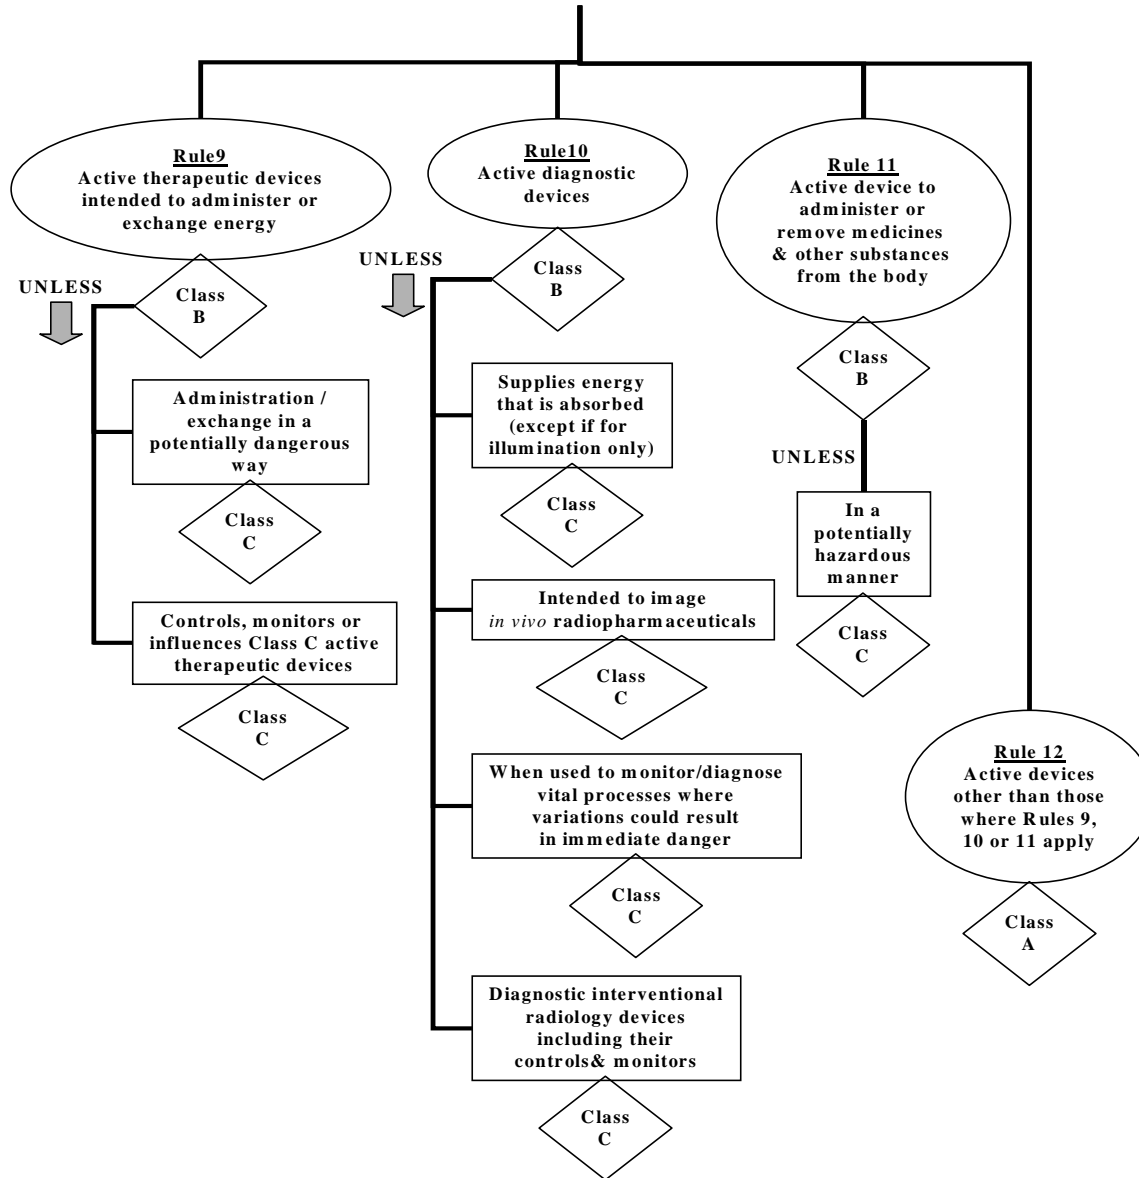 Rule9
Active therapeutic devices
intended to administer or
exchange energy
UNLESS
Class
B
Administration /
exchange in a
potentially dangerous
way
Class
C
Controls, monitors or
influences Class C active
therapeutic devices
Class
C
Rule10
Active diagnostic
devices
UNLESS
Class
B
Supplies energy
that is absorbed
(except if for
illumination only)
Class
C
Intended to image
in vivo radiopharmaceuticals
Class
C
When used to monitor/diagnose
vital processes where
variations could result
in immediate danger
Class
C
Diagnostic interventional
radiology devices
including their
controls& monitors
Class
C
Rule 11
Active device to
administer or
remove medicines
& other substances
from the body
Class
B
UNLESS
In a
potentially
hazardous
manner
Class
C
Rule 12
Active devices
other than those
where Rules 9,
10 or 11 apply
Class
A